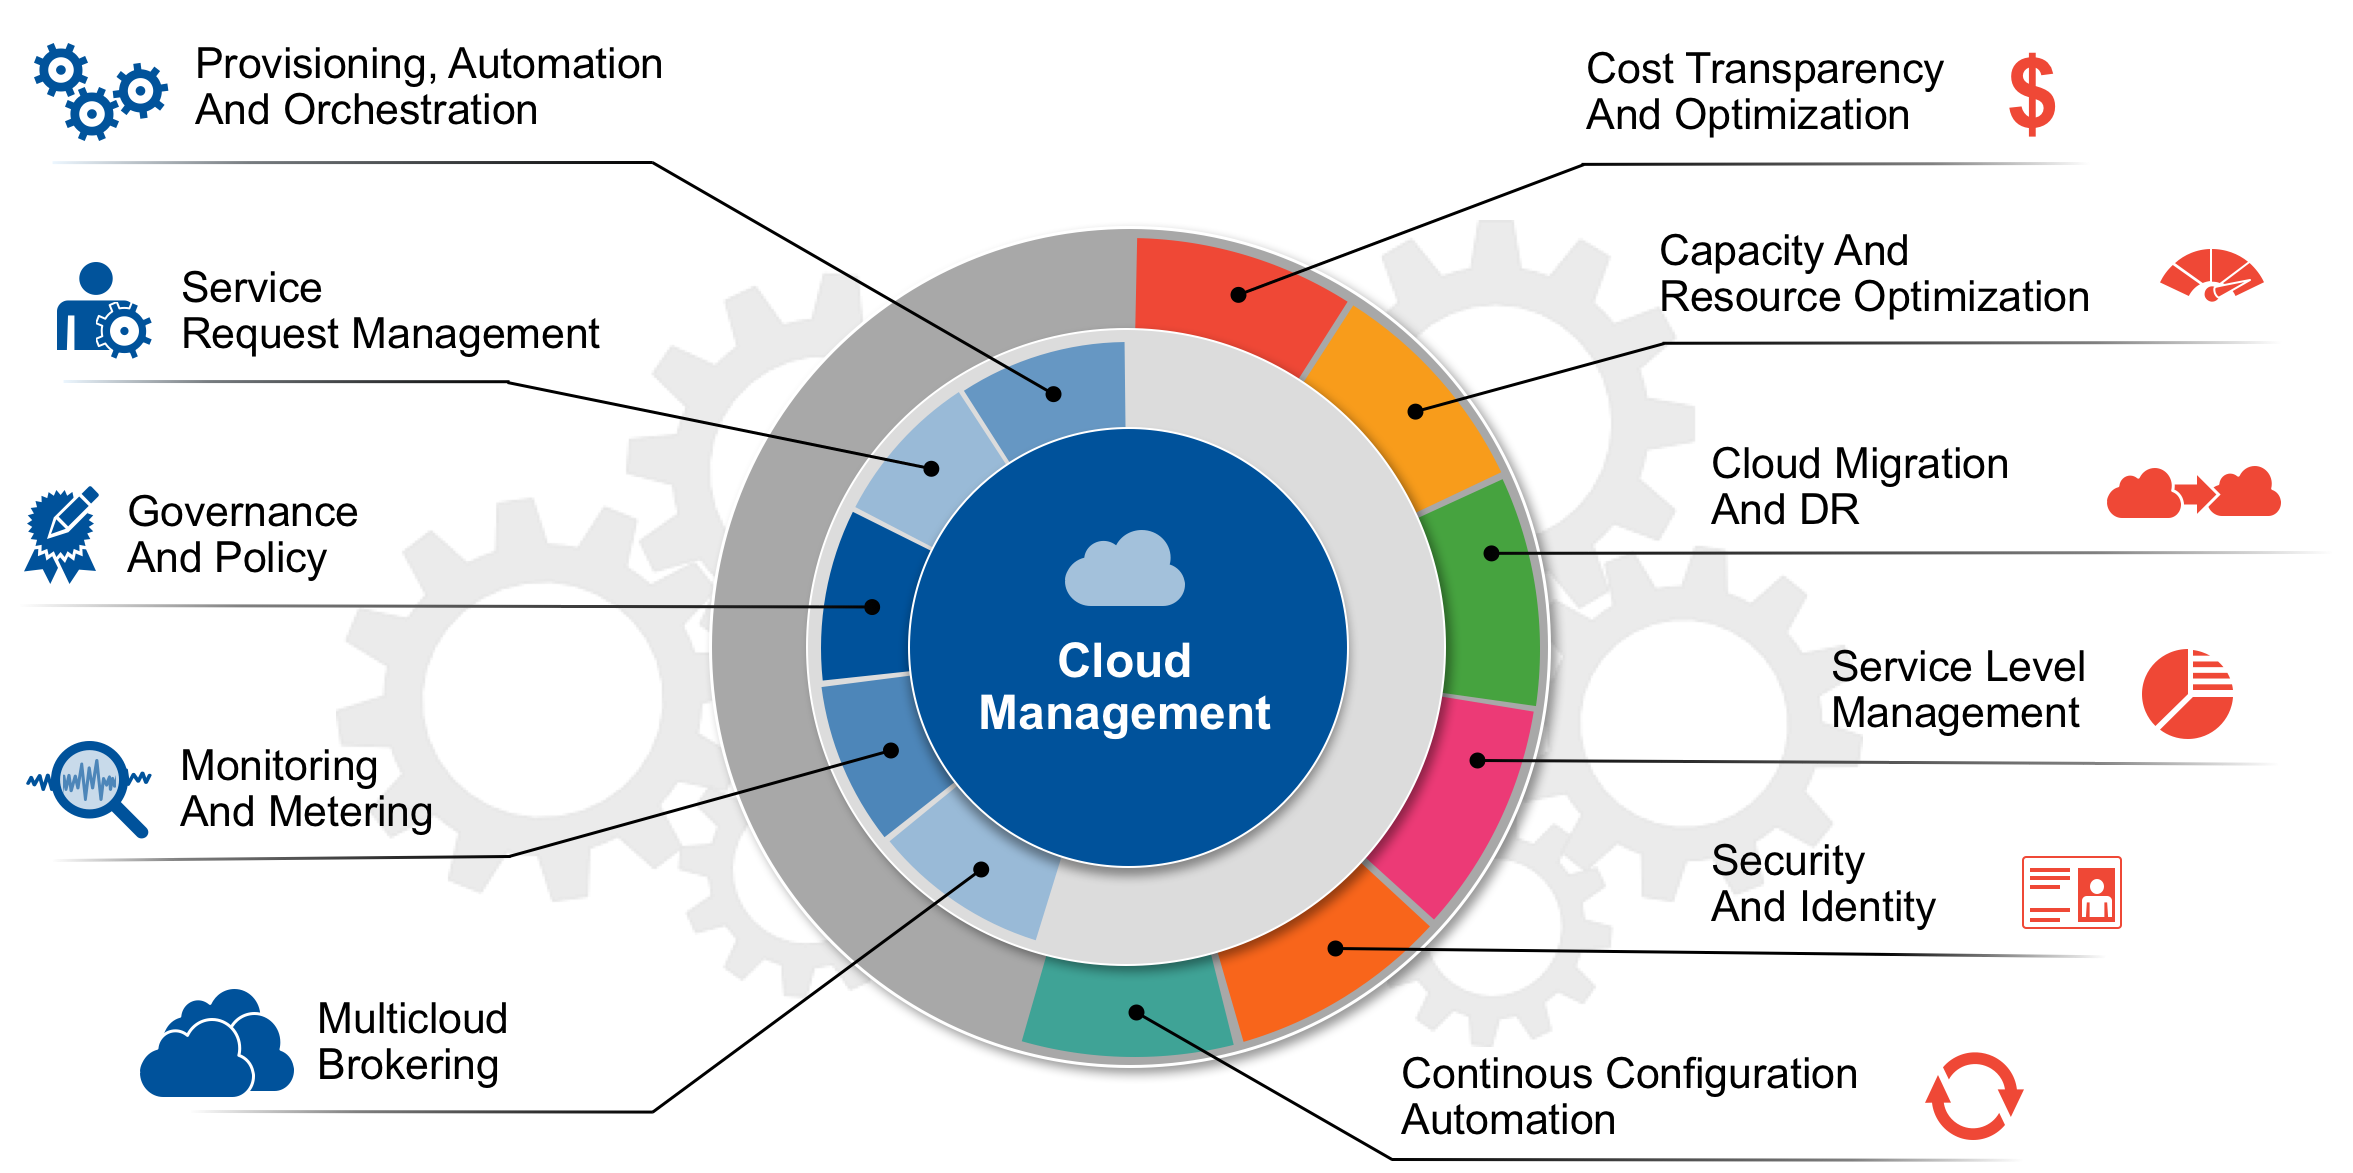 Provisioning, Automation
And Orchestration
Service
Request Management
Governance
And Policy
Monitoring
And Metering
Multicloud
Brokering
Cloud
Management
Cost Transparency
And Optimization
$
Capacity And
Resource Optimization
Cloud Migration
And DR
Service Level
Management
Security
And Identity
Continous Configuration
Automation